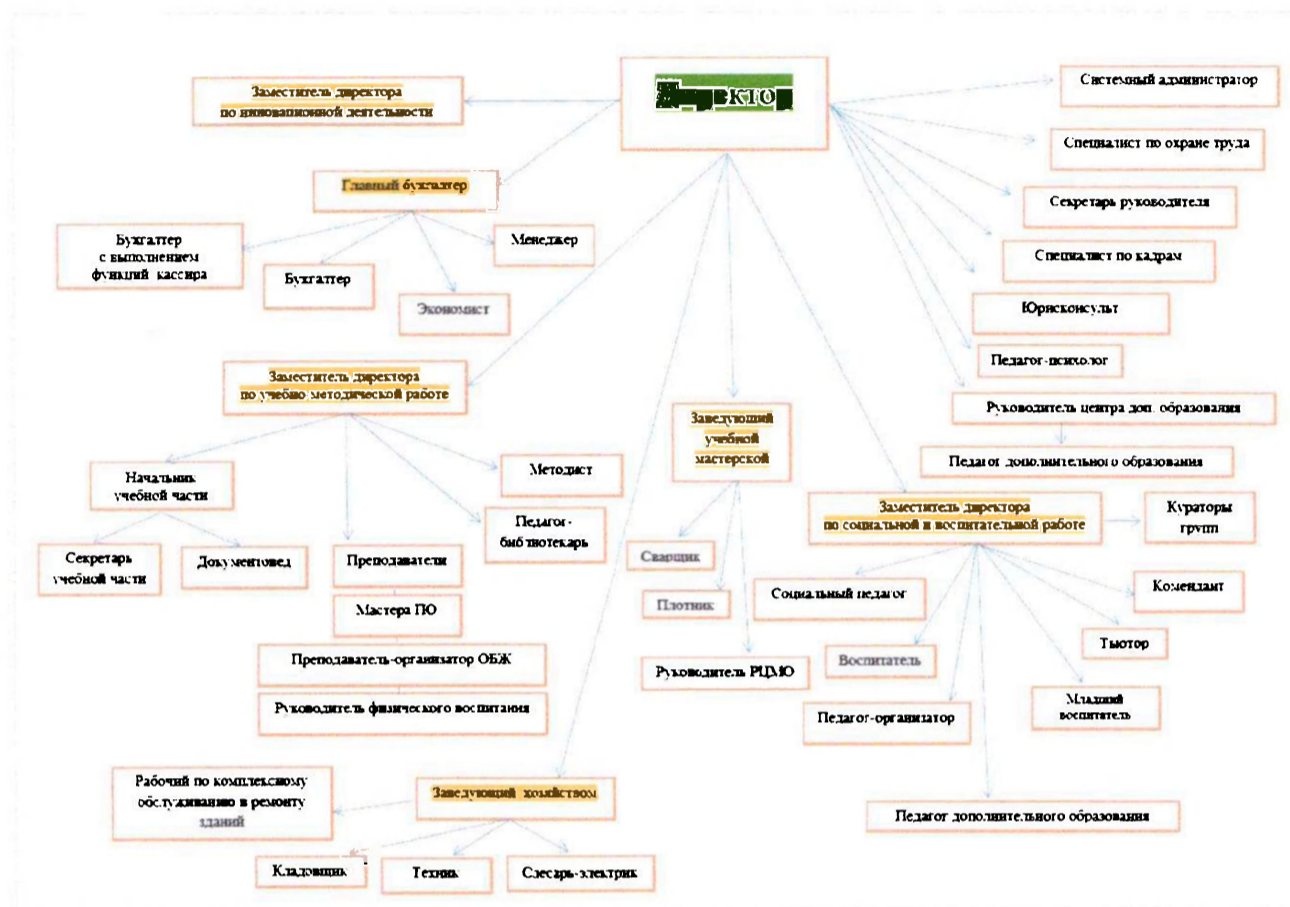 Директор
Заместитель директора
по инновационной деятельности
Системный администратор
Специалист по охране труда
Главный бухгалтер
Секретарь руководителя
Бухгалтер
с выполнением
функций кассира
Бухгалтер
Экономист
Менеджер
Специалист по кадрам
Юрисконсульт
Педагог-психолог
Руководитель центра доп. образования
Педагог дополнительного образования
Заместитель директора
по учебно методической работе
Начальник
учебной части
Методист
Педагог-
библиотекарь
Секретарь
учебной части
Документовед
Преподаватели
Мастера ПО
Преподаватель-организатор ОБЖ
Руководитель физического воспитания
Заведующий
учебной
мастерской
Сварщик
Плотник
Руководитель РЦМО
Заместитель директора
по социальной и воспитательной работе
Кураторы
групп
Социальный педагог
Комендант
Воспитатель
Тьютор
Педагог-организатор
Младший
воспитатель
Педагог дополнительного образования
Заведующий хозяйством
Рабочий по комплексному
обслуживанию и ремонту
зданий
Кладовщик
Техник
Слесарь-электрик